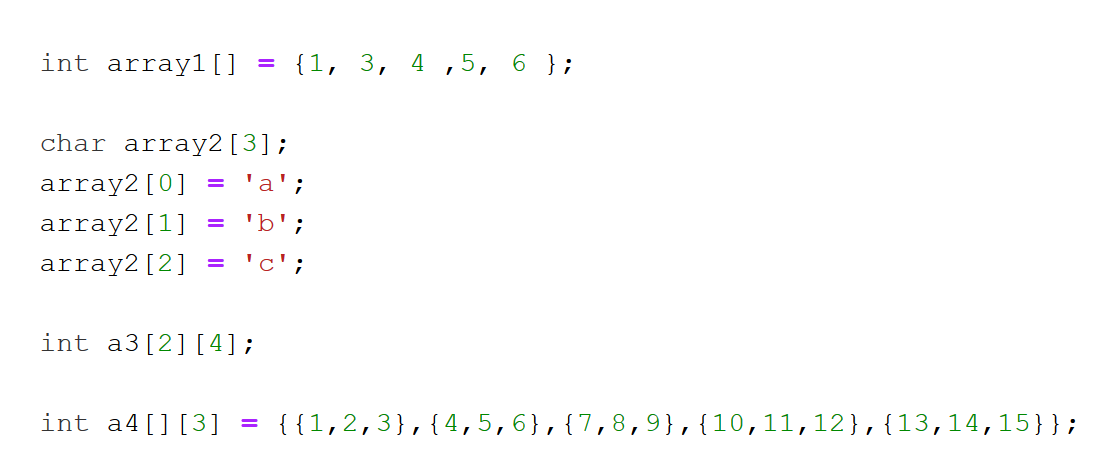 int array1[] = {1, 3, 4 ,5, 6 };
char array2[3];
array2[0] = 'a';
array2[1] = 'b';
array2[2] = 'c';
int a3[2][4];
int a4[][3] = {{1,2,3},{4,5,6},{7,8,9},{10,11,12},{13,14,15}};